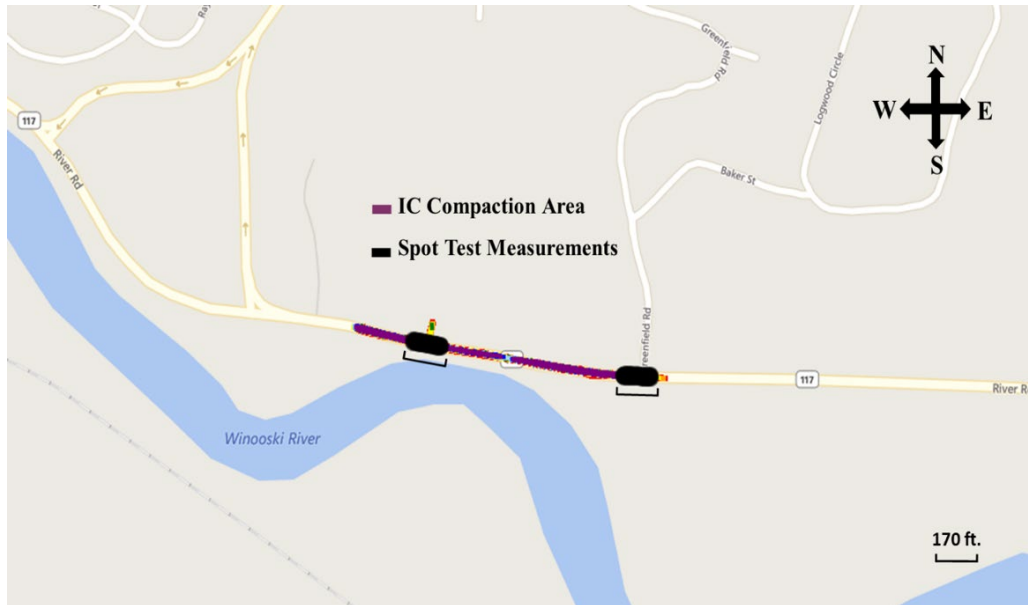 Greenfield Rd
Logwood Circle
N
W
E
S
117
River Rd
Baker St
IC Compaction Area
Spot Test Measurements
reenfield Rd
117
River R
Winooski River
170 ft.